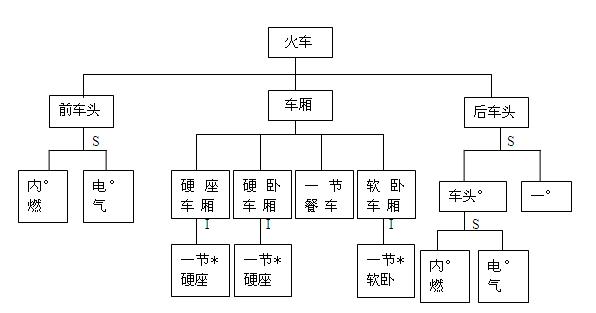 火车
前车头
车厢
后车头
S
S
内°
燃
电°
气
硬 座
车 厢
硬 卧
车 厢
一 节
餐 车
软 卧
车 厢
车头°
一°
I
I
I
S
一节*
硬座
一节*
硬座
一节*
软卧
内°
燃
电°
气